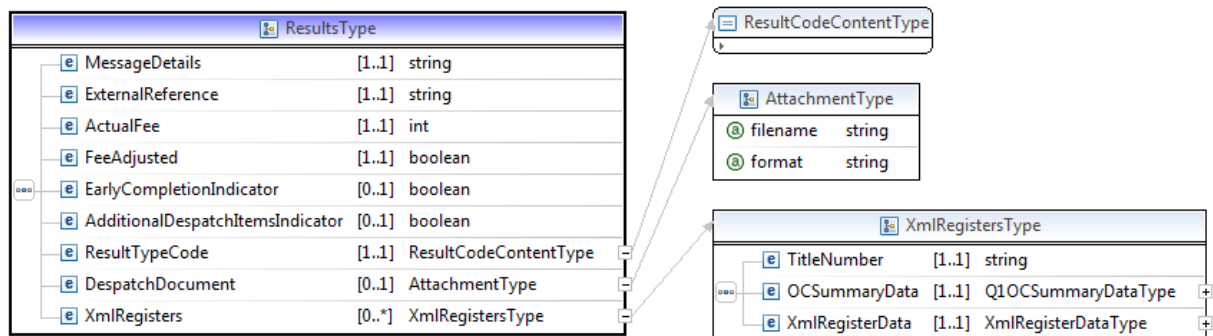 ResultsType
MessageDetails [1..1] string
ExternalReference [1..1] string
ActualFee [1..1] int
FeeAdjusted [1..1] boolean
EarlyCompletionIndicator [0..1] boolean
AdditionalDespatchItemsIndicator [0..1] boolean
ResultTypeCode [1..1] ResultCodeContentType
DespatchDocument [0..1] AttachmentType
XmlRegisters [0..*] XmlRegistersType
ResultCodeContentType
AttachmentType
filename string
format string
XmlRegistersType
TitleNumber [1..1] string
OCSummaryData [1..1] Q1OCSummaryDataType
XmlRegisterData [1..1] XmlRegisterDataType